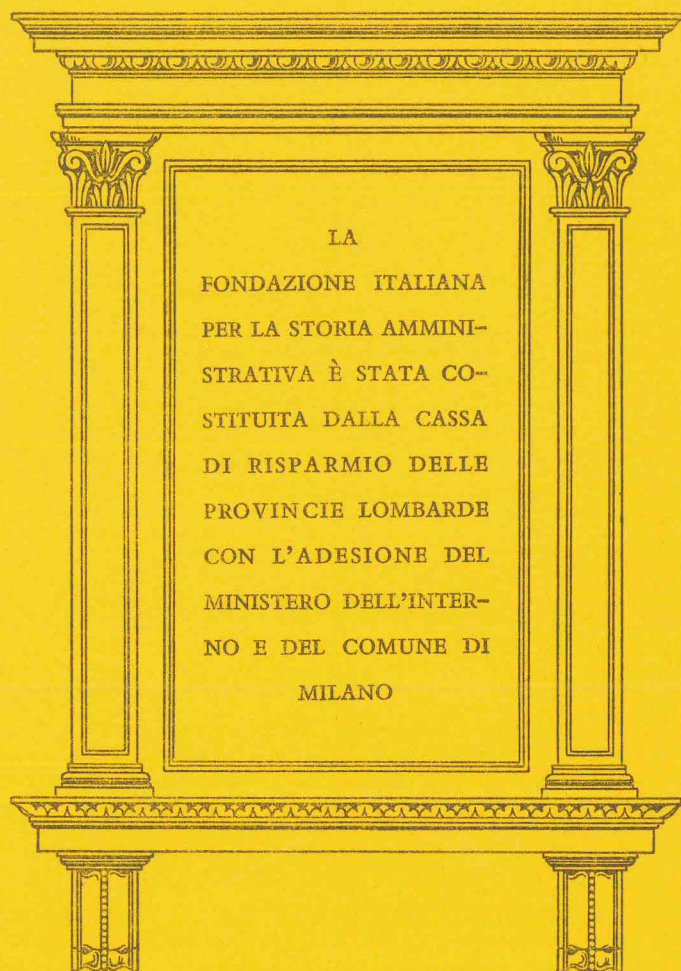 LA
FONDAZIONE ITALIANA
PER LA STORIA AMMINI-
STRATIVA È STATA CO-
STITUITA DALLA CASSA
DI RISPARMIO DELLE
PROVINCIE LOMBARDE
CON L'ADESIONE DEL
MINISTERO DELL'INTER-
NO E DEL COMUNE DI
MILANO